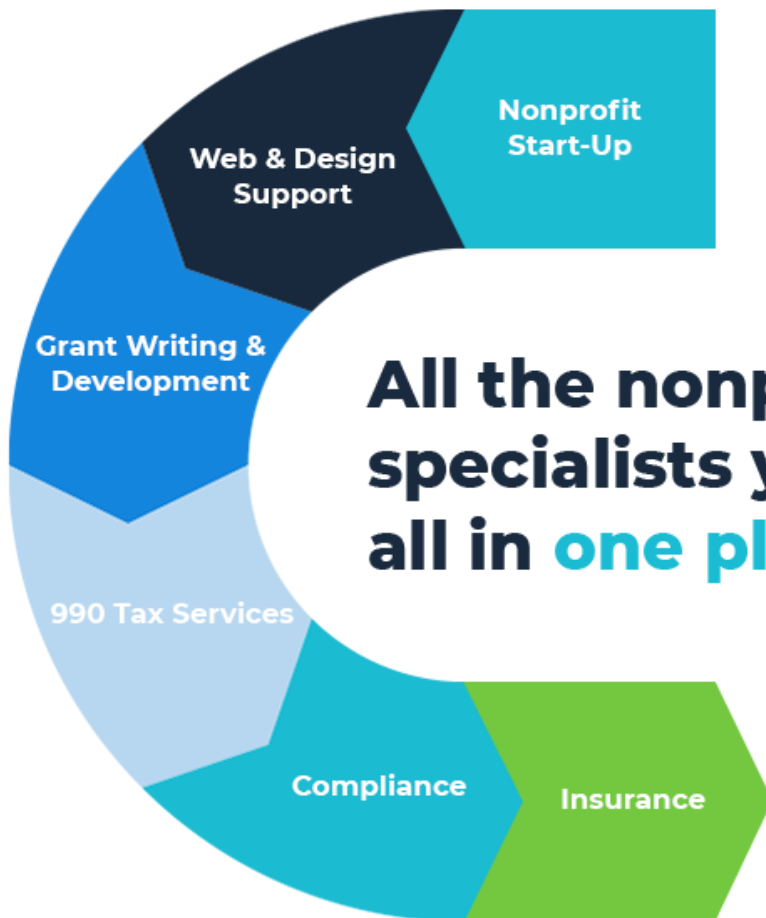 Nonprofit
Start-Up
Web & Design
Support
Grant Writing &
Development
990 Tax Services
Compliance
Insurance
All the
specialists
all in one